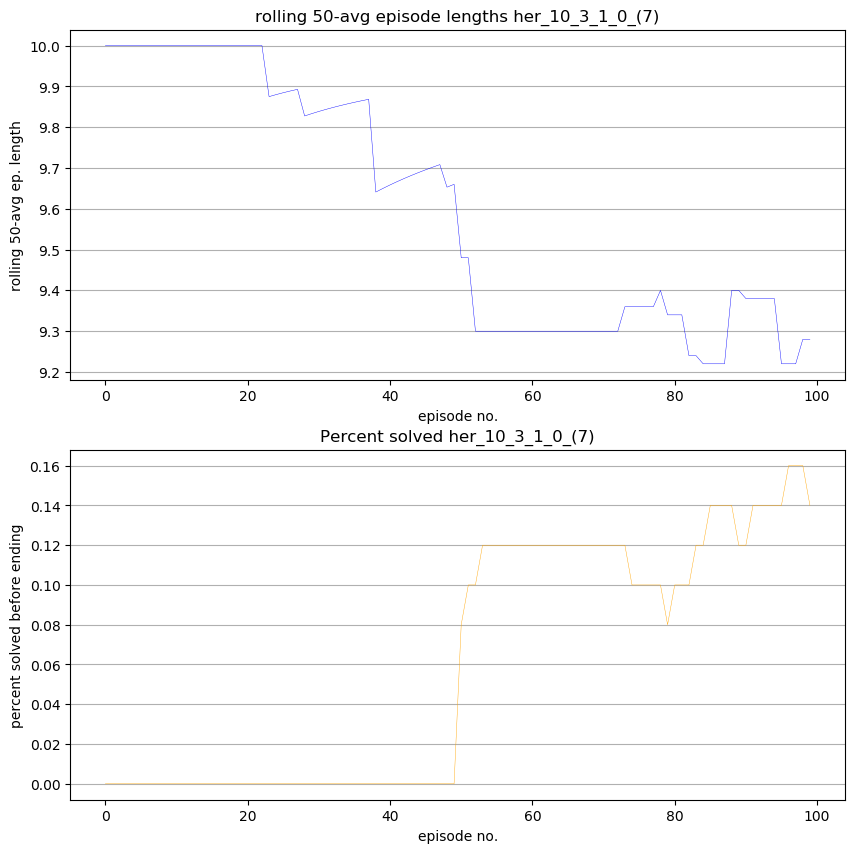 rolling 50-avg episode lengths her_10_3_1_0_(7)
10.0
9.9
9.8
9.7
9.6
9.5
9.4
9.3
9.2
rolling 50-avg ep. length
0 20 40 60 80 100
episode no.
Percent solved her_10_3_1_0_(7)
0.16
0.14
0.12
0.10
0.08
0.06
0.04
0.02
0.00
percent solved before ending
0 20 40 60 80 100
episode no.